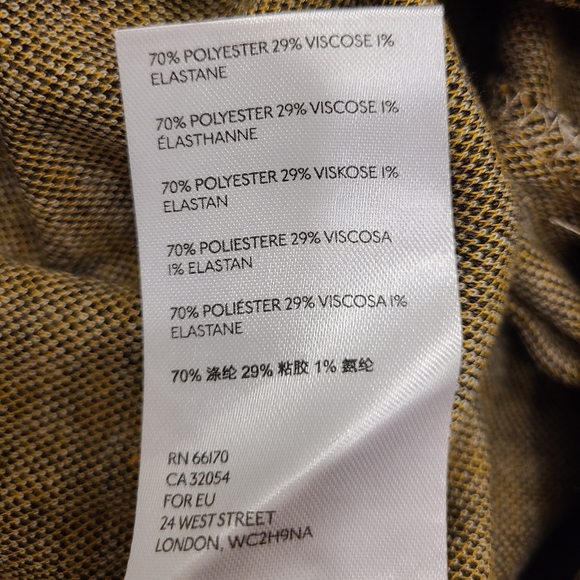 70% POLYESTER 29% VISCOSE 1%
ELASTANE
70% POLYESTER 29% VISCOSE 1%
ÉLASTHANNE
70% POLYESTER 29% VISKOSE 1%
ELASTAN
70% POLIESTERE 29% VISCOSA
1% ELASTAN
70% POLIÉSTER 29% VISCOSA 1%
ELASTANE
70% 涤纶 29% 粘胶 1% 氨纶
RN 66170
CA 32054
FOR EU
24 WEST STREET
LONDON, WC2H9NA